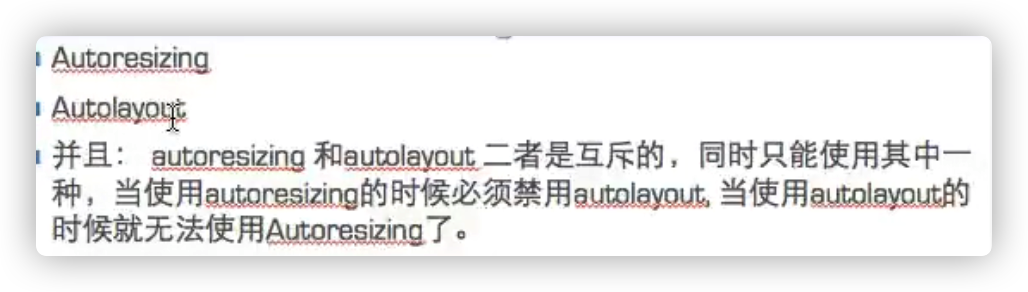 Autoresizing
Autolayout
并且： autoresizing 和autolayout 二者是互斥的，同时只能使用其中一
种，当使用autoresizing的时候必须禁用autolayout, 当使用autolayout的
时候就无法使用Autoresizing了。